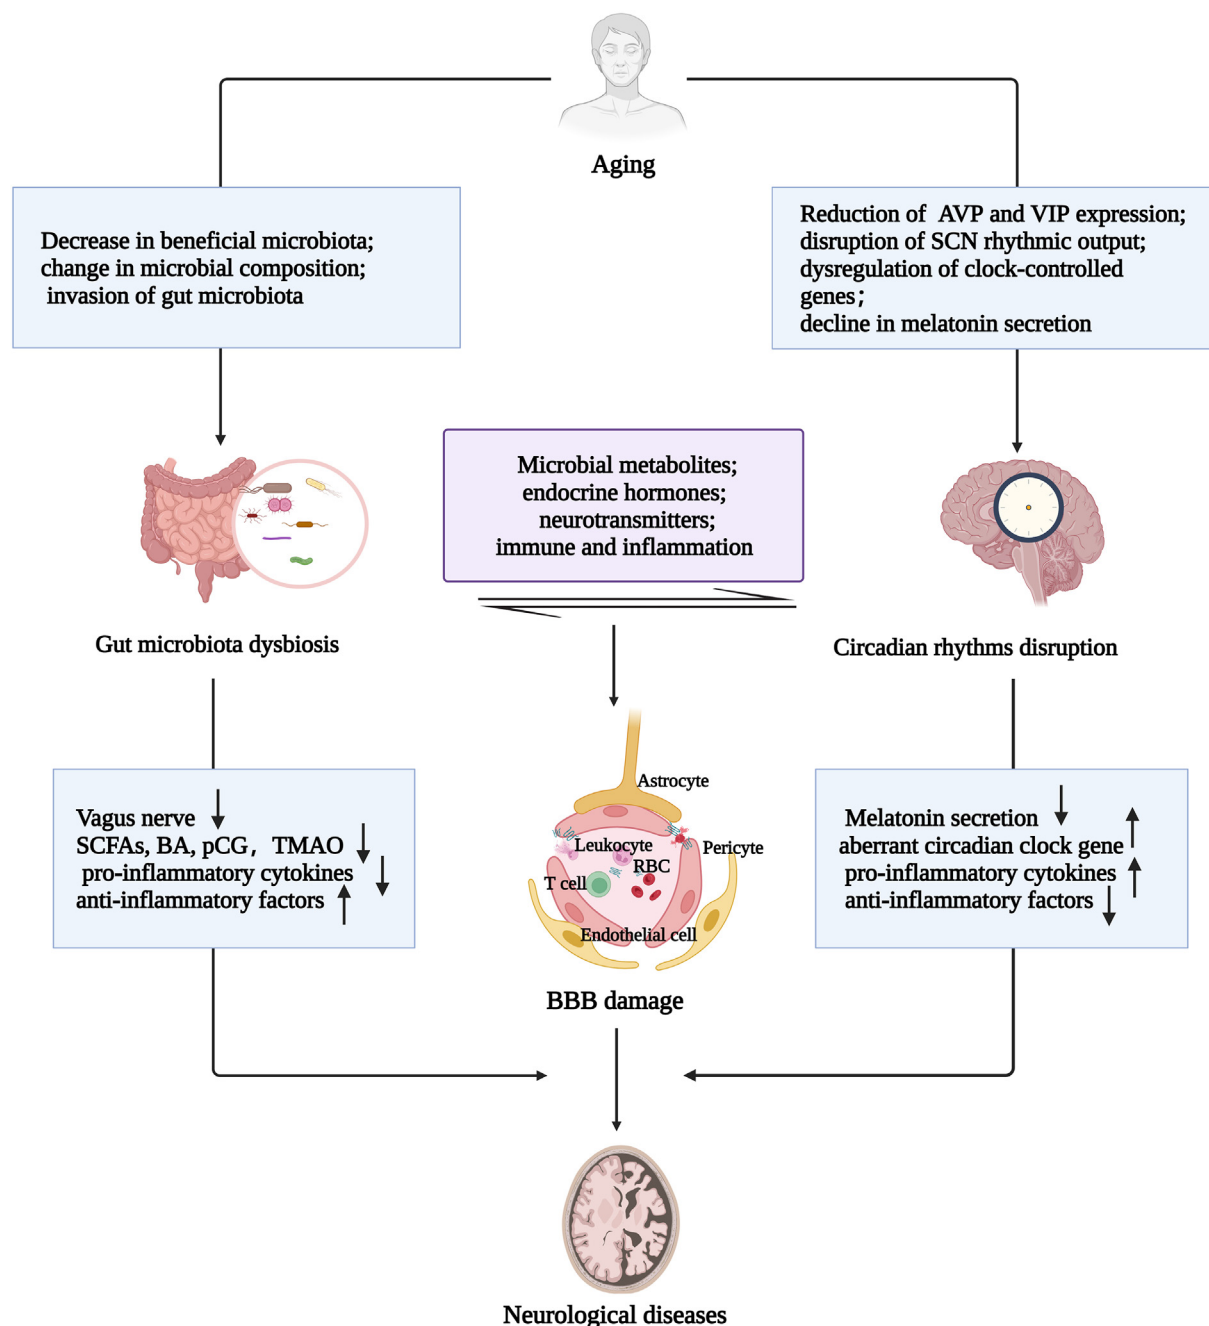 Aging
Decrease in beneficial microbiota;
change in microbial composition;
invasion of gut microbiota
Reduction of AVP and VIP expression;
disruption of SCN rhythmic output;
dysregulation of clock-controlled
genes;
decline in melatonin secretion
Microbial metabolites;
endocrine hormones;
neurotransmitters;
immune and inflammation
Gut microbiota dysbiosis
Circadian rhythms disruption
Vagus nerve ↓
SCFAs, BA, pCG, TMAO ↓
pro-inflammatory cytokines ↓
anti-inflammatory factors ↑
Astrocyte
Leukocyte
Pericyte
RBC
T cell
Endothelial cell
BBB damage
Melatonin secretion ↓
aberrant circadian clock gene ↑
pro-inflammatory cytokines ↑
anti-inflammatory factors ↓
Neurological diseases